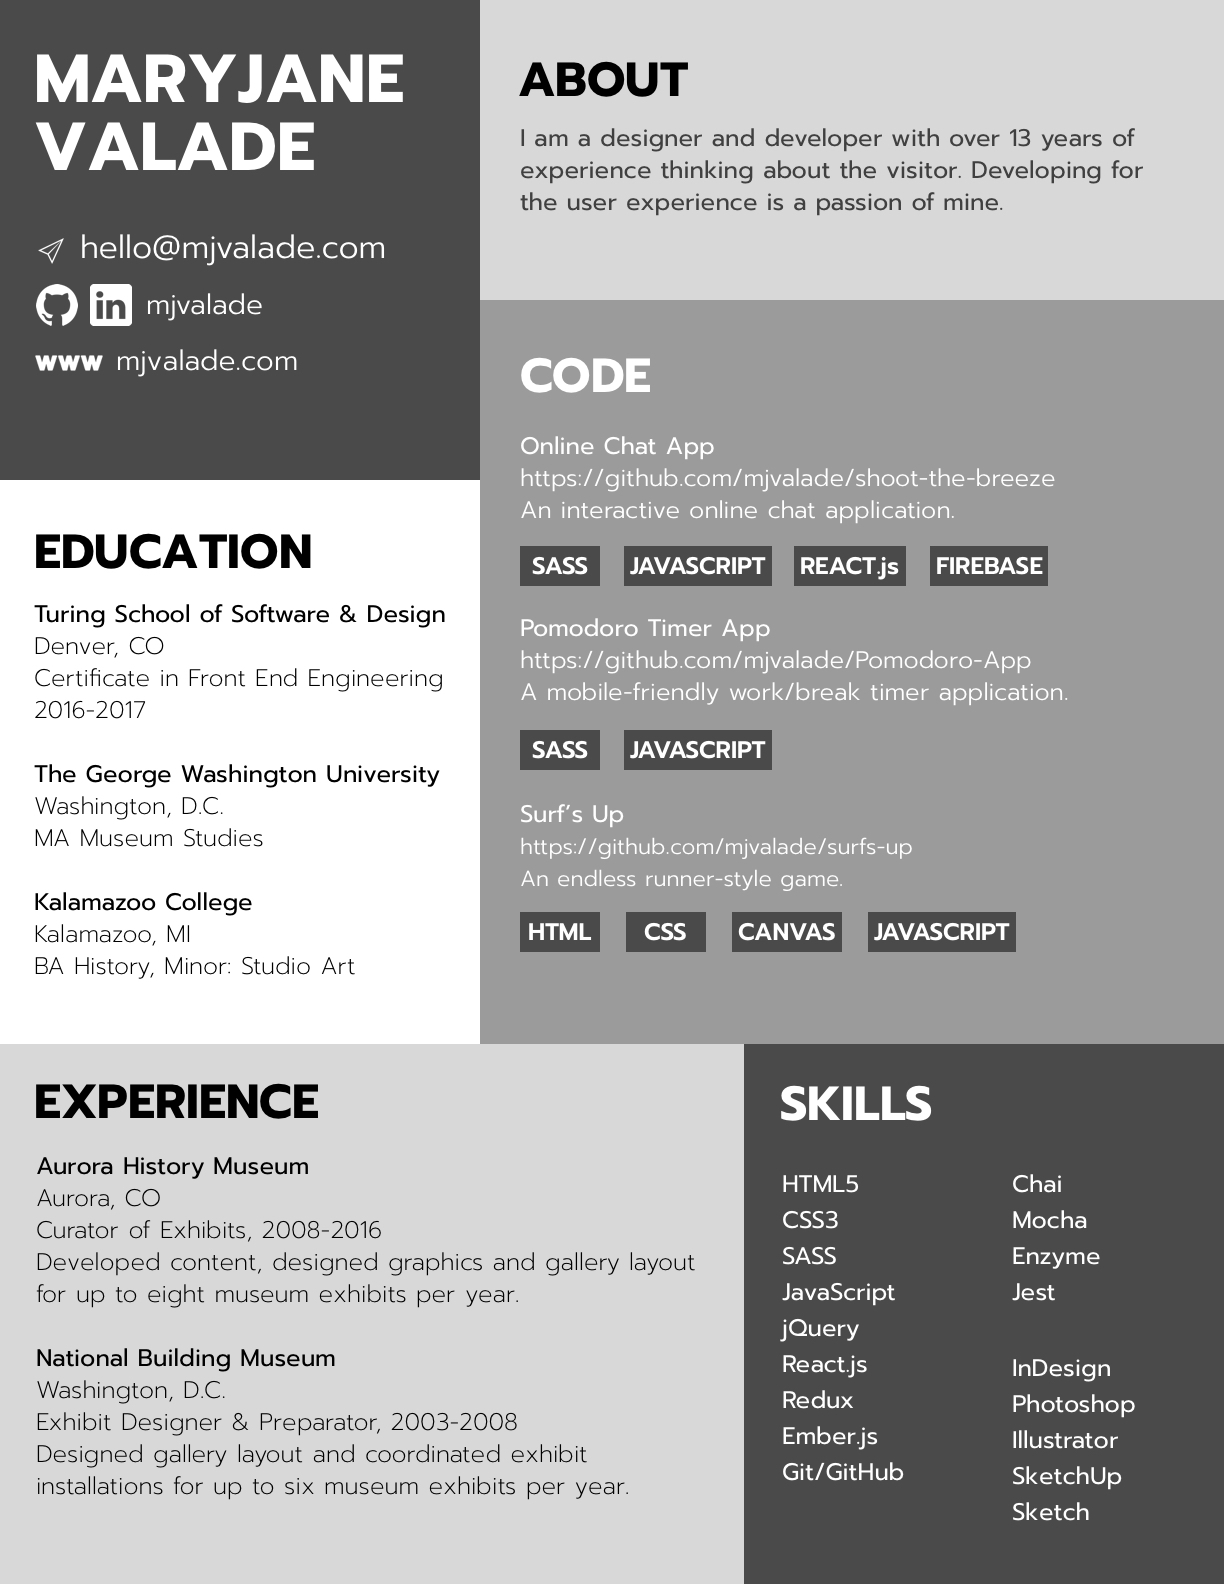 MARYJANE
VALADE
hello@mjvalade.com
in mjvalade
www mjvalade.com
ABOUT
I am a designer and developer with over 13 years of
experience thinking about the visitor. Developing for
the user experience is a passion of mine.
CODE
Online Chat App
https://github.com/mjvalade/shoot-the-breeze
An interactive online chat application.
SASS JAVASCRIPT REACT.js FIREBASE
Pomodoro Timer App
https://github.com/mjvalade/Pomodoro-App
A mobile-friendly work/break timer application.
SASS JAVASCRIPT
Surf’s Up
https://github.com/mjvalade/surfs-up
An endless runner-style game.
HTML CSS CANVAS JAVASCRIPT
EDUCATION
Turing School of Software & Design
Denver, CO
Certificate in Front End Engineering
2016-2017
The George Washington University
Washington, D.C.
MA Museum Studies
Kalamazoo College
Kalamazoo, MI
BA History, Minor: Studio Art
EXPERIENCE
Aurora History Museum
Aurora, CO
Curator of Exhibits, 2008-2016
Developed content, designed graphics and gallery layout
for up to eight museum exhibits per year.
National Building Museum
Washington, D.C.
Exhibit Designer & Preparator, 2003-2008
Designed gallery layout and coordinated exhibit
installations for up to six museum exhibits per year.
SKILLS
HTML5
CSS3
SASS
JavaScript
jQuery
React.js
Redux
Ember.js
Git/GitHub
Chai
Mocha
Enzyme
Jest
InDesign
Photoshop
Illustrator
SketchUp
Sketch